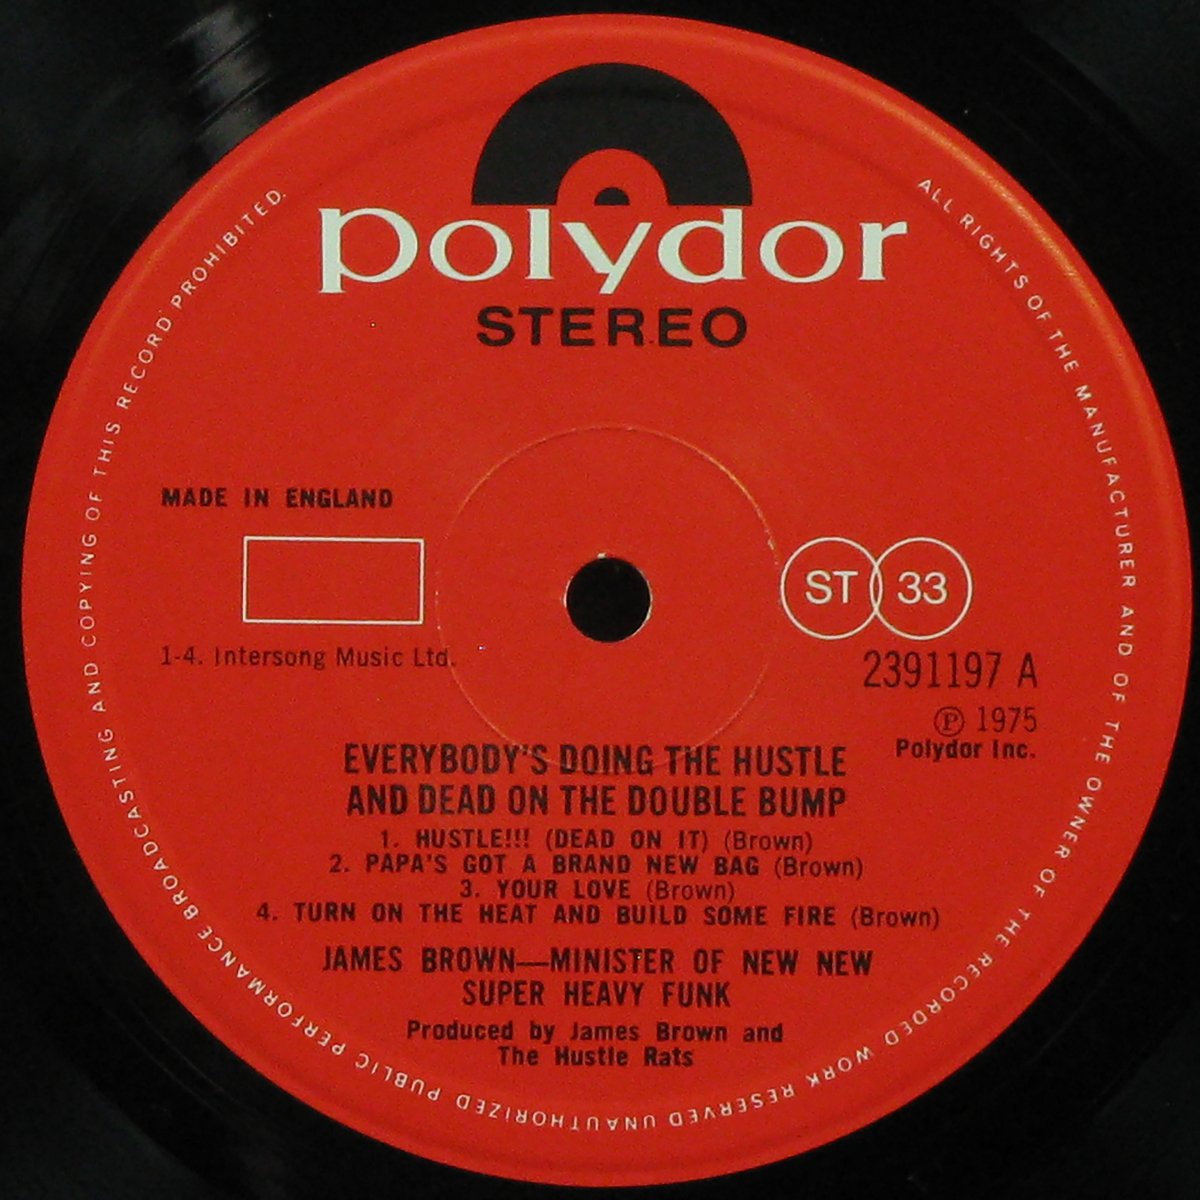 polydor
STEREO
MADE IN ENGLAND
ST 33
1-4. Intersong Music Ltd.
2391197 A
Ⓟ 1975
Polydor Inc.
EVERYBODY'S DOING THE HUSTLE
AND DEAD ON THE DOUBLE BUMP
1. HUSTLE!!! (DEAD ON IT) (Brown)
2. PAPA'S GOT A BRAND NEW BAG (Brown)
3. YOUR LOVE (Brown)
4. TURN ON THE HEAT AND BUILD SOME FIRE (Brown)
JAMES BROWN—MINISTER OF NEW NEW
SUPER HEAVY FUNK
Produced by James Brown and
The Hustle Rats
ALL RIGHTS OF THE MANUFACTURER AND OF THE OWNER OF THE RECORDED WORK RESERVED UNAUTHORIZED PUBLIC PERFORMANCE BROADCASTING AND COPYING OF THIS RECORD PROHIBITED.